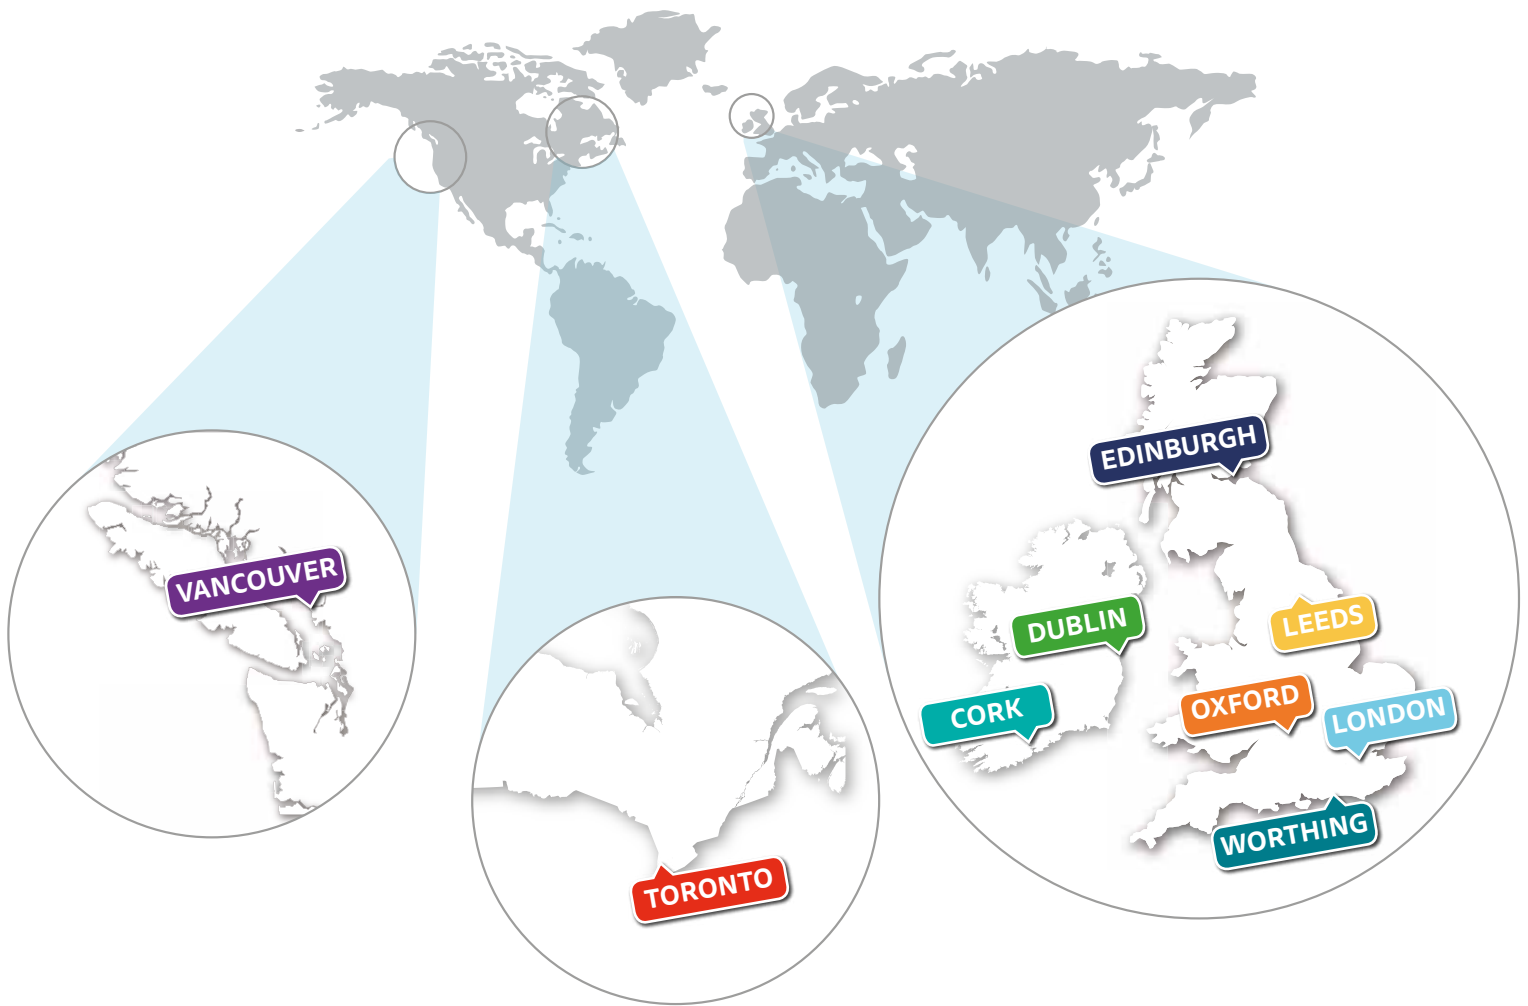 EDINBURGH
VANCOUVER
DUBLIN
LEEDS
CORK
OXFORD
LONDON
WORTHING
TORONTO